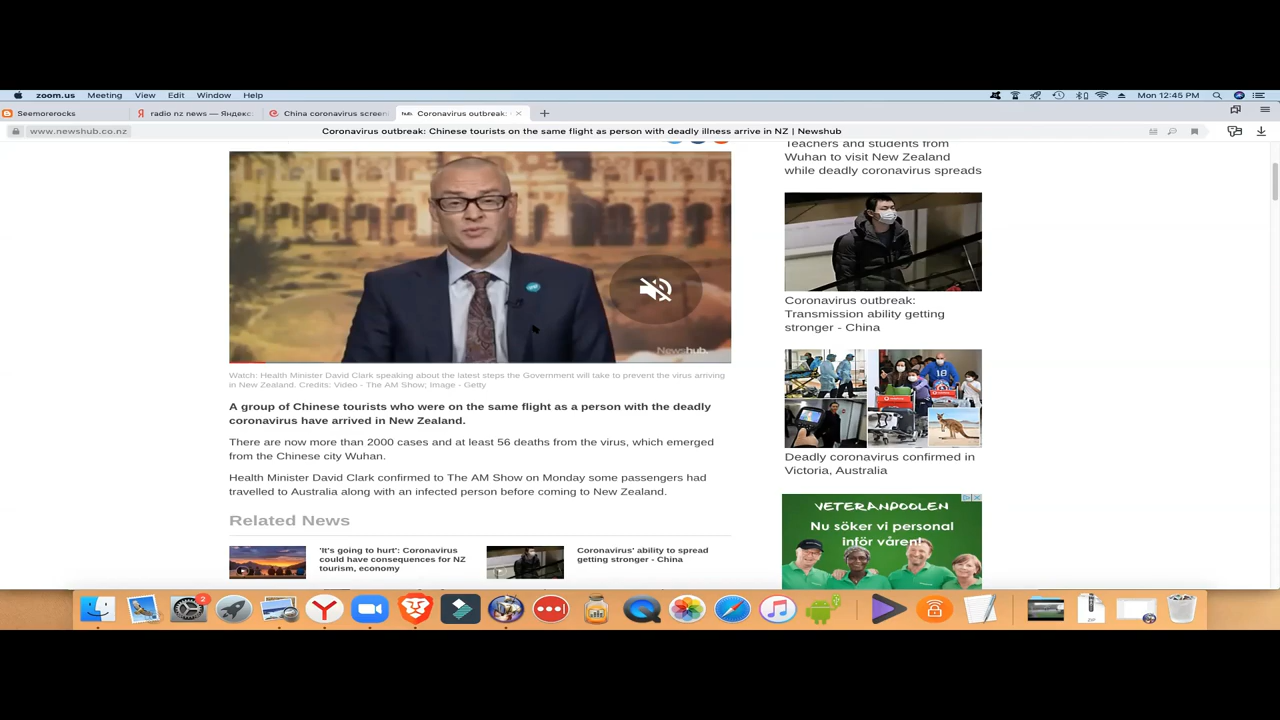 zoom.us Meeting View Edit Window Help Mon 12:45 PM
Seemorerocks radio nz news — Яндекс: China coronavirus screen hub. Coronavirus outbreak: × +
www.newshub.co.nz Coronavirus outbreak: Chinese tourists on the same flight as person with deadly illness arrive in NZ | Newshub
Newshub.
Watch: Health Minister David Clark speaking about the latest steps the Government will take to prevent the virus arriving
in New Zealand. Credits: Video - The AM Show; Image - Getty
A group of Chinese tourists who were on the same flight as a person with the deadly
coronavirus have arrived in New Zealand.
There are now more than 2000 cases and at least 56 deaths from the virus, which emerged
from the Chinese city Wuhan.
Health Minister David Clark confirmed to The AM Show on Monday some passengers had
travelled to Australia along with an infected person before coming to New Zealand.
Related News
'It's going to hurt': Coronavirus
could have consequences for NZ
tourism, economy
Coronavirus' ability to spread
getting stronger - China
Teachers and students from
Wuhan to visit New Zealand
while deadly coronavirus spreads
Coronavirus outbreak:
Transmission ability getting
stronger - China
18
Deadly coronavirus confirmed in
Victoria, Australia
VETERANPOOLEN
Nu söker vi personal
inför våren!
2
ZIP